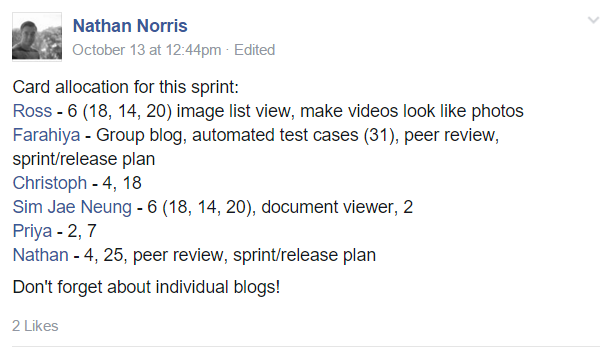 Nathan Norris
October 13 at 12:44pm · Edited
Card allocation for this sprint:
Ross - 6 (18, 14, 20) image list view, make videos look like photos
Farahiya - Group blog, automated test cases (31), peer review,
sprint/release plan
Christoph - 4, 18
Sim Jae Neung - 6 (18, 14, 20), document viewer, 2
Priya - 2, 7
Nathan - 4, 25, peer review, sprint/release plan
Don't forget about individual blogs!
2 Likes